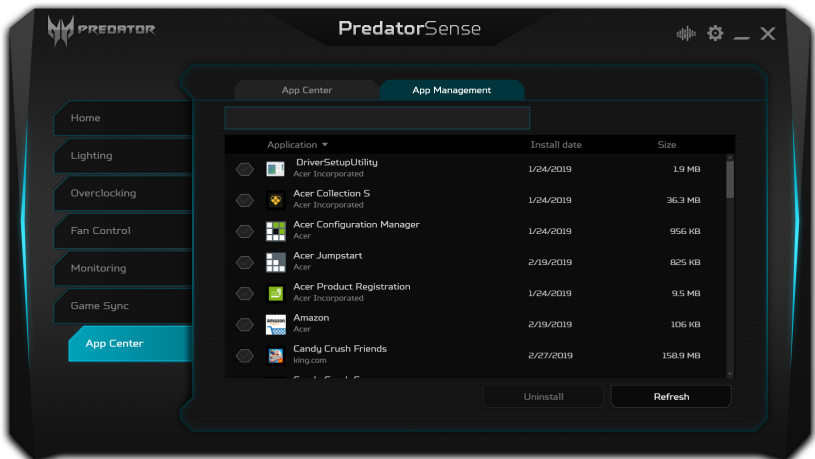 PREDATOR
PredatorSense
App Center
App Management
Home
Lighting
Overclocking
Fan Control
Monitoring
Game Sync
App Center
Application Install date Size
DriverSetupUtility
Acer Incorporated
1/24/2019 1.9 MB
Acer Collection S
Acer Incorporated
1/24/2019 36.3 MB
Acer Configuration Manager
Acer
1/24/2019 956 KB
Acer Jumpstart
Acer
2/19/2019 825 KB
Acer Product Registration
Acer Incorporated
1/24/2019 9.5 MB
amazon
Amazon
Acer
2/19/2019 106 KB
Candy Crush Friends
king.com
2/27/2019 158.9 MB
Uninstall
Refresh